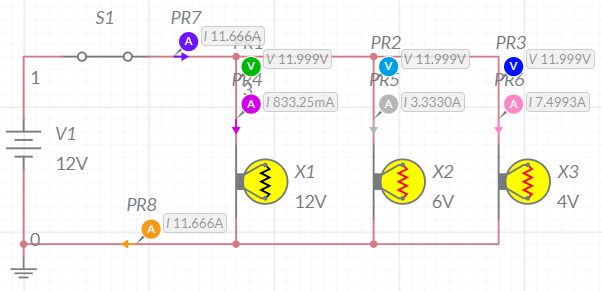 S1
PR7
A
I 11.666A
PR1
V
V 11.999V
PR2
V
V 11.999V
PR3
V
V 11.999V
1
PR4
3
A
I 833.25mA
PR5
A
I 3.3330A
PR6
A
I 7.4993A
V1
12V
X1
12V
X2
6V
X3
4V
PR8
A
I 11.666A
0